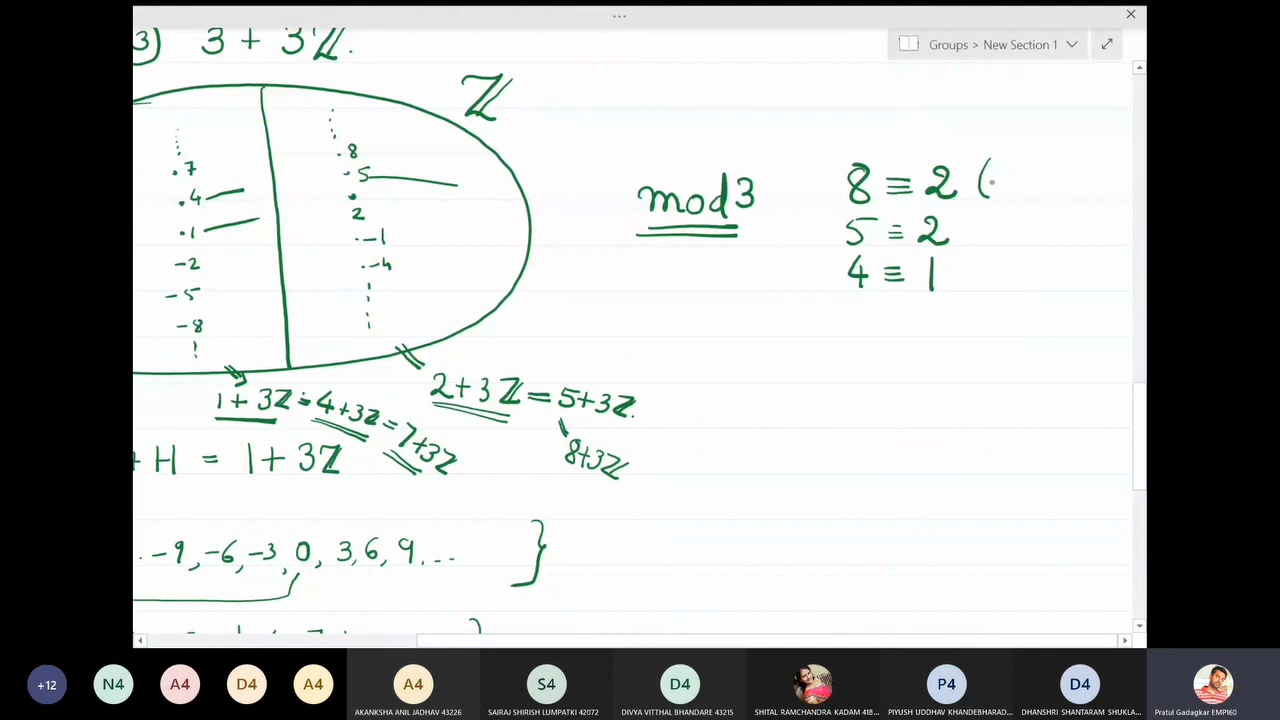 Groups > New Section 1
3) 3 + 3ℤ.
ℤ
7
4
1
-2
-5
-8
8
5
2
-1
-4
mod 3
8 ≡ 2 (
5 ≡ 2
4 ≡ 1
1 + 3ℤ = 4+3ℤ = 7+3ℤ
2+3ℤ = 5+3ℤ.
8+3ℤ
+ H = 1 + 3ℤ
. -9, -6, -3, 0, 3, 6, 9, ... }
+12
N4
A4
D4
A4
A4
S4
D4
P4
D4
AKANKSHA ANIL JADHAV 43226
SAIRAJ SHIRISH LUMPATKI 42072
DIVYA VITTHAL BHANDARE 43215
SHITAL RAMCHANDRA KADAM 418...
PIYUSH UDDHAV KHANDEBHARAD...
DHANSHRI SHANTARAM SHUKLA...
Pratul Gadagkar EMP160